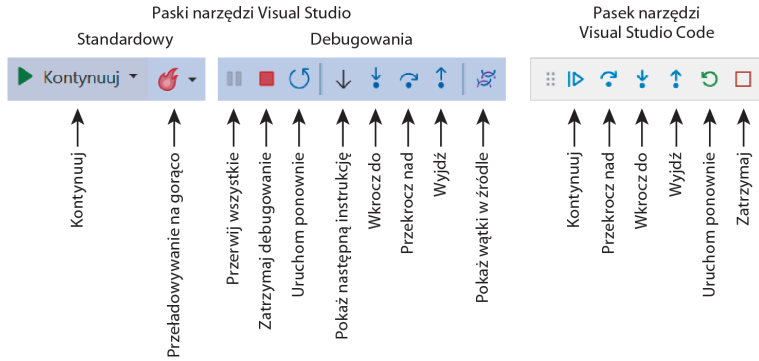 Paski narzędzi Visual Studio
Standardowy
Debugowania
Pasek narzędzi
Visual Studio Code
Kontynuuj
Kontynuuj
Przeładowywanie na gorąco
Przerwij wszystkie
Zatrzymaj debugowanie
Uruchom ponownie
Pokaż następną instrukcję
Wkrocz do
Przekrocz nad
Wyjdź
Pokaż wątki w źródle
Kontynuuj
Przekrocz nad
Wkrocz do
Wyjdź
Uruchom ponownie
Zatrzymaj